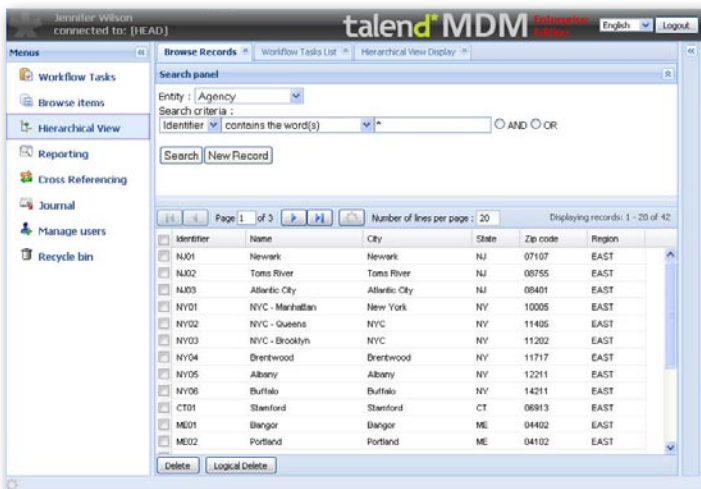 Jennifer Wilson
connected to: [HEAD]
talend* MDM Enterprise Edition
English Logout
Menus
Workflow Tasks
Browse items
Hierarchical View
Reporting
Cross Referencing
Journal
Manage users
Recycle bin
Browse Records Workflow Tasks List Hierarchical View Display
Search panel
Entity : Agency
Search criteria :
Identifier contains the word(s) * AND OR
Search New Record
Page 1 of 3 Number of lines per page : 20 Displaying records: 1 - 20 of 42
Identifier Name City State Zip code Region
NJ01 Newark Newark NJ 07107 EAST
NJ02 Toms River Toms River NJ 08755 EAST
NJ03 Atlantic City Atlantic City NJ 08401 EAST
NY01 NYC - Manhattan New York NY 10005 EAST
NY02 NYC - Queens NYC NY 11405 EAST
NY03 NYC - Brooklyn NYC NY 11202 EAST
NY04 Brentwood Brentwood NY 11717 EAST
NY05 Albany Albany NY 12211 EAST
NY06 Buffalo Buffalo NY 14211 EAST
CT01 Stamford Stamford CT 06913 EAST
ME01 Bangor Bangor ME 04402 EAST
ME02 Portland Portland ME 04102 EAST
Delete Logical Delete